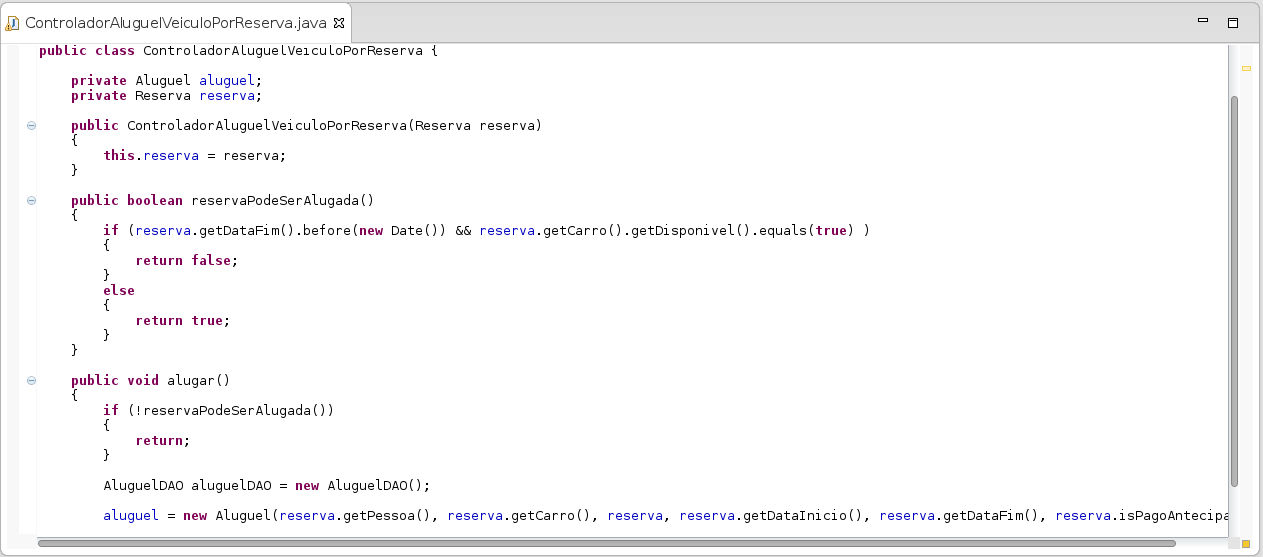 ControladorAluguelVeiculoPorReserva.java
public class ControladorAluguelVeiculoPorReserva {
private Aluguel aluguel;
private Reserva reserva;
public ControladorAluguelVeiculoPorReserva(Reserva reserva)
{
this.reserva = reserva;
}
public boolean reservaPodeSerAlugada()
{
if (reserva.getDataFim().before(new Date()) && reserva.getCarro().getDisponivel().equals(true) )
{
return false;
}
else
{
return true;
}
}
public void alugar()
{
if (!reservaPodeSerAlugada())
{
return;
}
AluguelDAO aluguelDAO = new AluguelDAO();
aluguel = new Aluguel(reserva.getPessoa(), reserva.getCarro(), reserva, reserva.getDataInicio(), reserva.getDataFim(), reserva.isPagoAntecipa